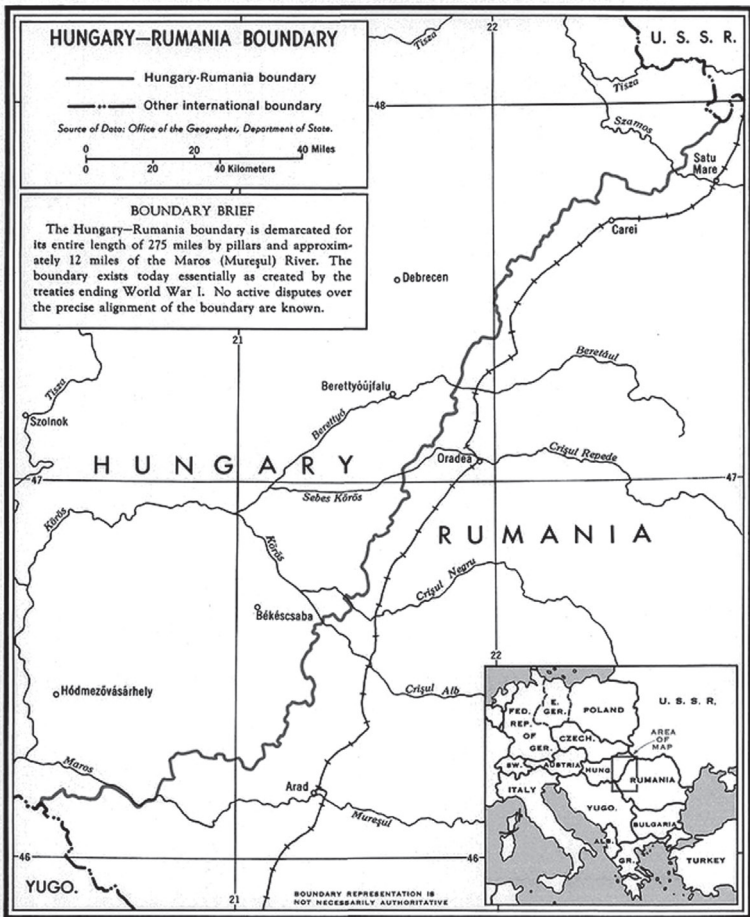 HUNGARY—RUMANIA BOUNDARY
Hungary-Rumania boundary
Other international boundary
Source of Data: Office of the Geographer, Department of State.
0 20 40 Miles
0 20 40 Kilometers
BOUNDARY BRIEF
The Hungary—Rumania boundary is demarcated for
its entire length of 275 miles by pillars and approxim-
ately 12 miles of the Maros (Mureşul) River. The
boundary exists today essentially as created by the
treaties ending World War I. No active disputes over
the precise alignment of the boundary are known.
Tisza
22
U. S. S. R.
Tisza
48
Szamos
Satu
Mare
Carei
Debrecen
21
Beretăul
Tisza
Berettyóújfalu
Szolnok
Berettyó
HUNGARY
Oradea
Crişul Repede
47
47
Sebes Körös
Körös
RUMANIA
Körös
Crişul Negru
Békéscsaba
22
Crişul Alb
Hódmezővásárhely
Maros
Arad
Mureşul
46
46
YUGO.
21
BOUNDARY REPRESENTATION IS
NOT NECESSARILY AUTHORITATIVE
FED.
REP.
OF
GER.
E.
GER.
POLAND
U. S. S. R.
CZECH.
AREA
OF
MAP
SW.
AUSTRIA
HUNG
RUMANIA
ITALY
YUGO.
BULGARIA
ALB.
GR.
TURKEY